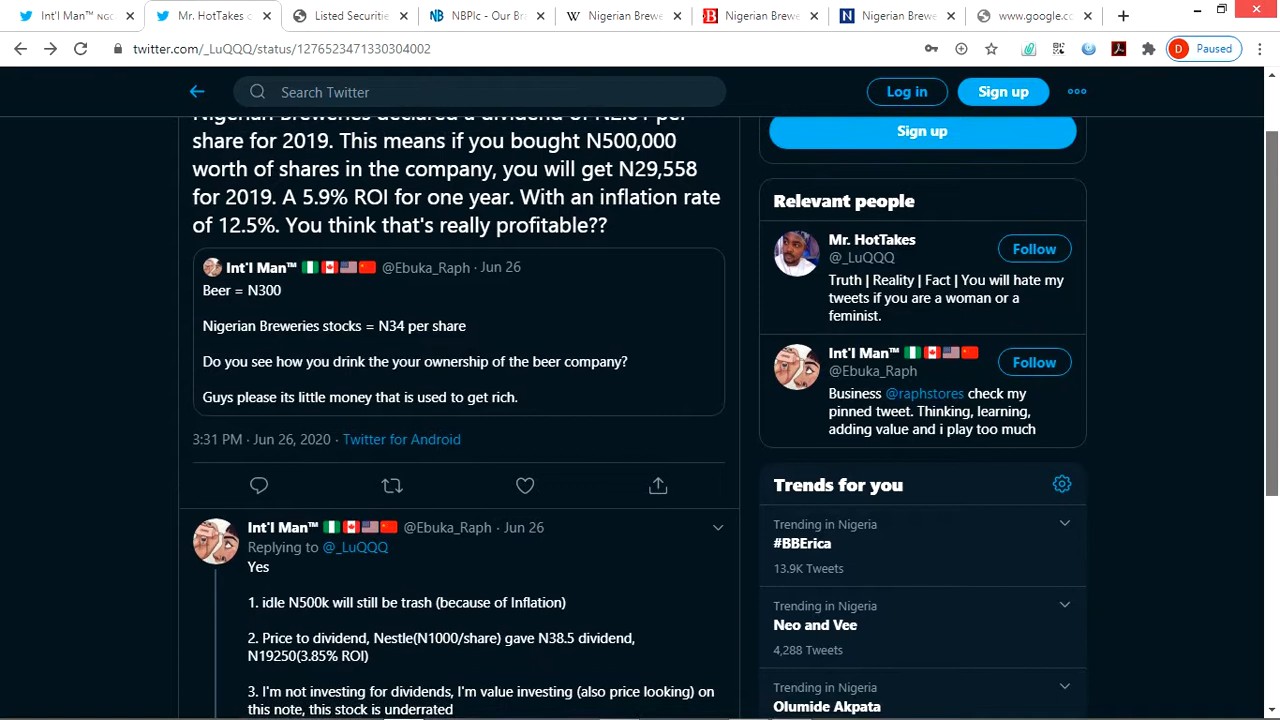 Int'l Man™ NGC
Mr. HotTakes o
Listed Securitie
NBPlc - Our Bra
Nigerian Brewe
Nigerian Brewe
Nigerian Brewe
www.google.co
twitter.com/_LuQQQ/status/1276523471330304002
D Paused
Search Twitter
Log in
Sign up
share for 2019. This means if you bought N500,000
worth of shares in the company, you will get N29,558
for 2019. A 5.9% ROI for one year. With an inflation rate
of 12.5%. You think that's really profitable??
Int'l Man™ @Ebuka_Raph · Jun 26
Beer = N300
Nigerian Breweries stocks = N34 per share
Do you see how you drink the your ownership of the beer company?
Guys please its little money that is used to get rich.
3:31 PM · Jun 26, 2020 · Twitter for Android
Int'l Man™ @Ebuka_Raph · Jun 26
Replying to @_LuQQQ
Yes
1. idle N500k will still be trash (because of Inflation)
2. Price to dividend, Nestle(N1000/share) gave N38.5 dividend,
N19250(3.85% ROI)
3. I'm not investing for dividends, I'm value investing (also price looking) on
this note, this stock is underrated
Sign up
Relevant people
Mr. HotTakes
@_LuQQQ
Follow
Truth | Reality | Fact | You will hate my
tweets if you are a woman or a
feminist.
Int'l Man™
@Ebuka_Raph
Follow
Business @raphstores check my
pinned tweet. Thinking, learning,
adding value and i play too much
Trends for you
Trending in Nigeria
#BBErica
13.9K Tweets
Trending in Nigeria
Neo and Vee
4,288 Tweets
Trending in Nigeria
Olumide Akpata